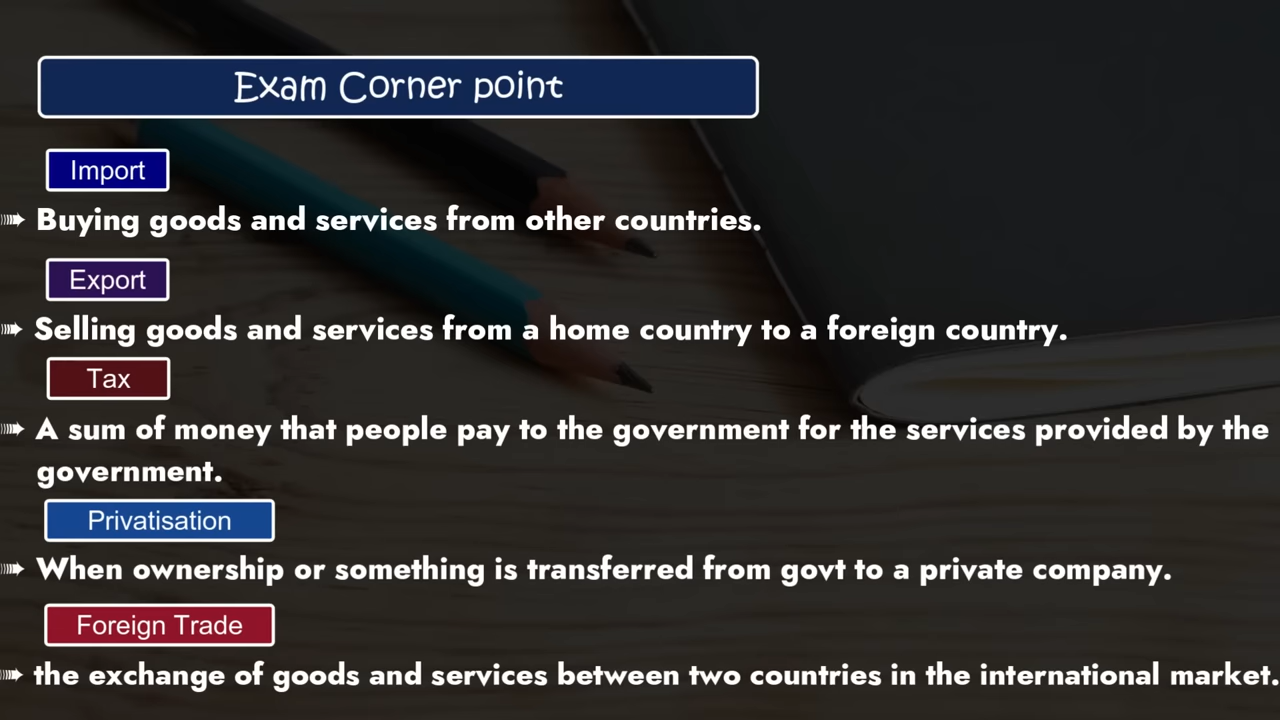 Exam Corner point
Import
➠ Buying goods and services from other countries.
Export
➠ Selling goods and services from a home country to a foreign country.
Tax
➠ A sum of money that people pay to the government for the services provided by the
government.
Privatisation
➠ When ownership or something is transferred from govt to a private company.
Foreign Trade
➠ the exchange of goods and services between two countries in the international market.